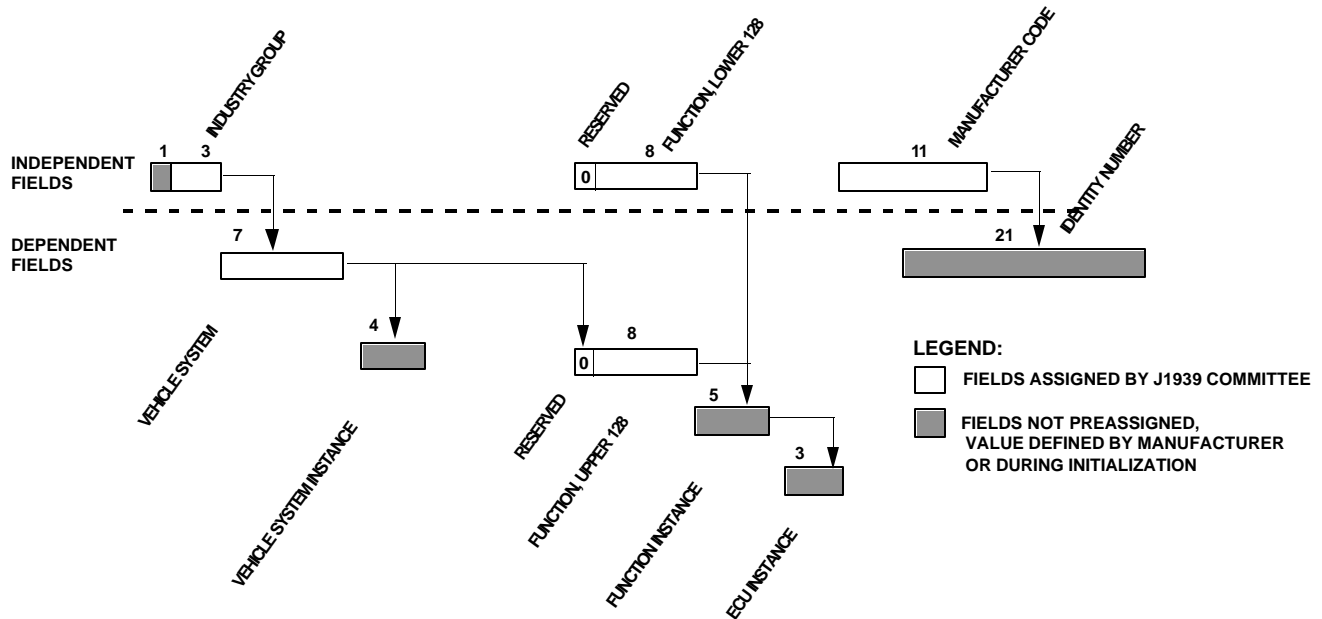 INDUSTRY GROUP
RESERVED
FUNCTION, LOWER 128
MANUFACTURER CODE
INDEPENDENT
FIELDS
1 3
0 8
11
IDENTITY NUMBER
DEPENDENT
FIELDS
7
21
VEHICLE SYSTEM
4
VEHICLE SYSTEM INSTANCE
0 8
RESERVED
FUNCTION, UPPER 128
5
FUNCTION INSTANCE
3
ECU INSTANCE
LEGEND:
FIELDS ASSIGNED BY J1939 COMMITTEE
FIELDS NOT PREASSIGNED,
VALUE DEFINED BY MANUFACTURER
OR DURING INITIALIZATION